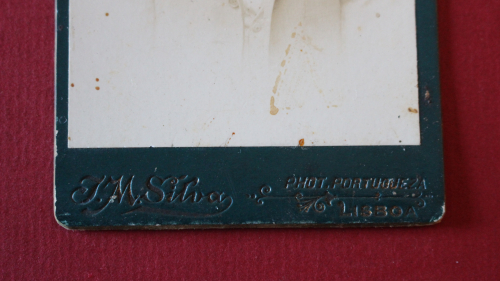 J. M. Silva
PHOT. PORTUGUEZA
LISBOA